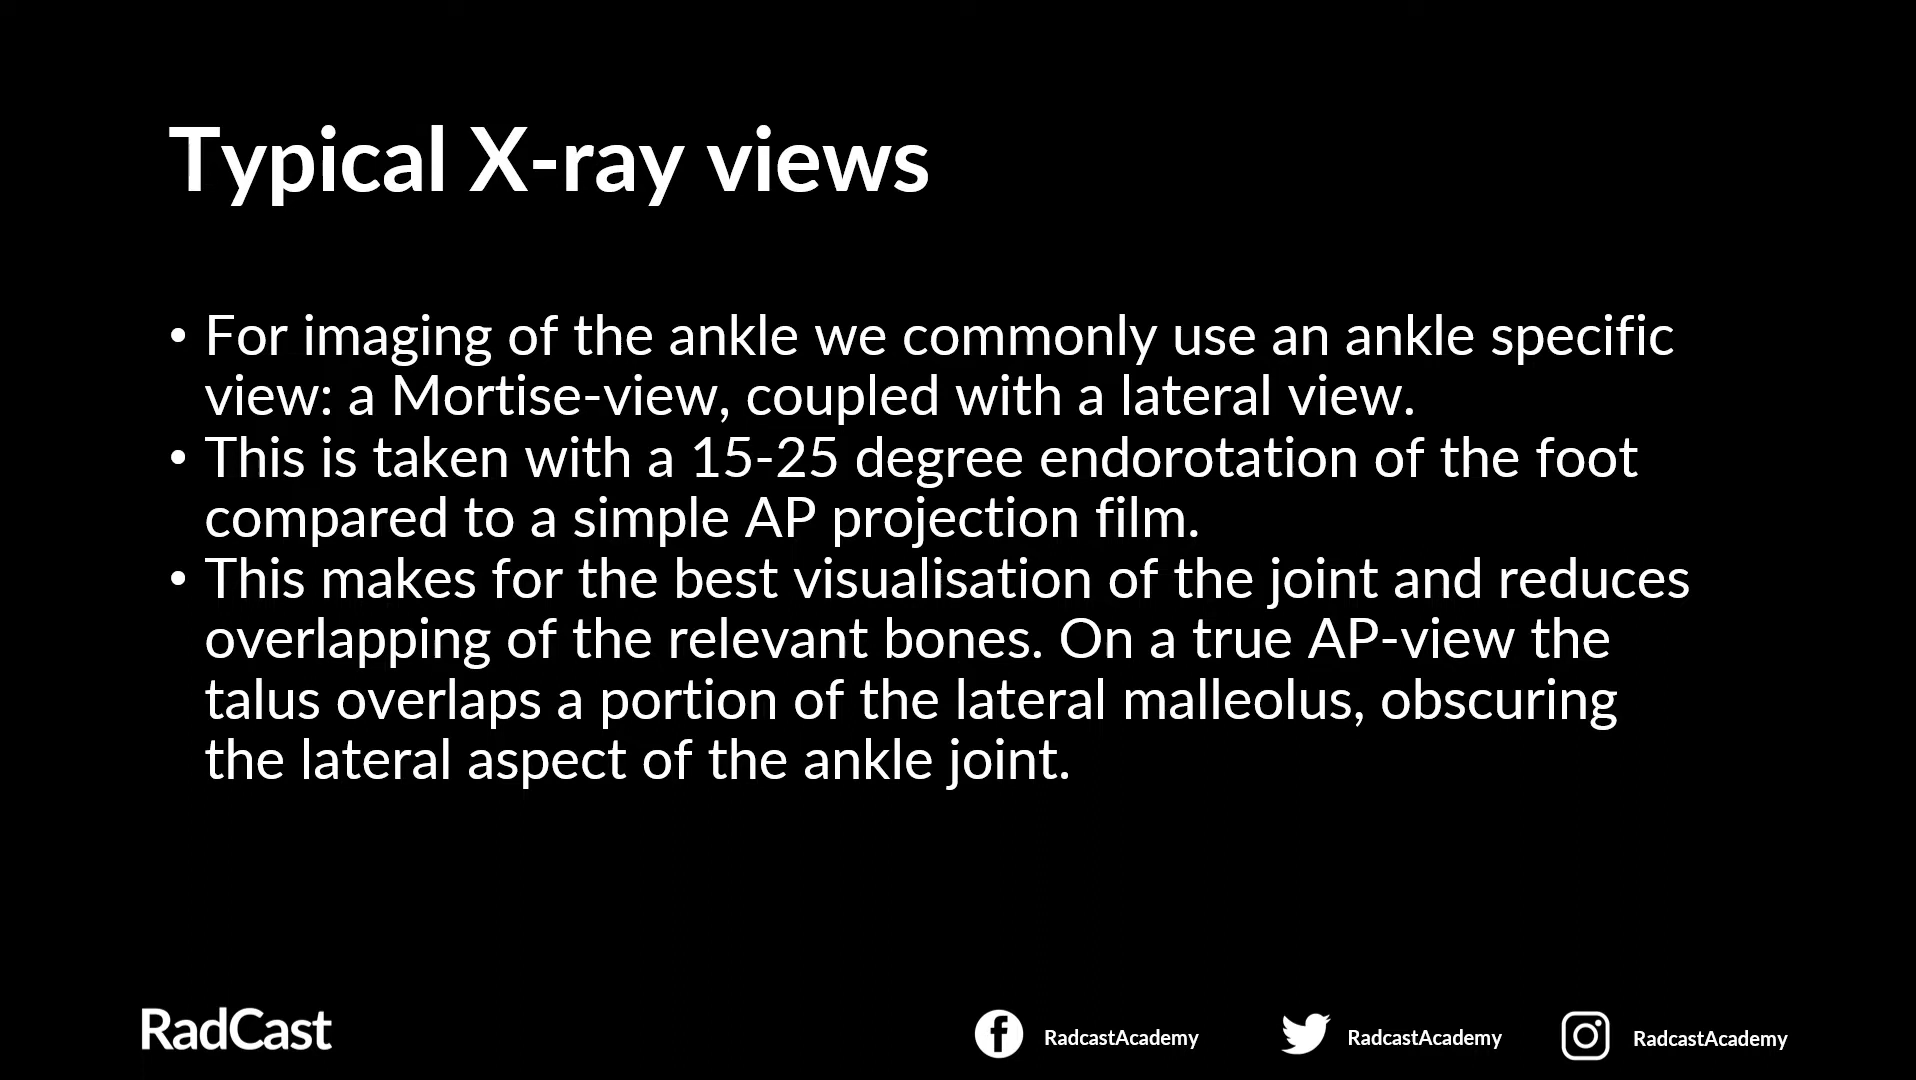 Typical X-ray views
• For imaging of the ankle we commonly use an ankle specific
view: a Mortise-view, coupled with a lateral view.
• This is taken with a 15-25 degree endorotation of the foot
compared to a simple AP projection film.
• This makes for the best visualisation of the joint and reduces
overlapping of the relevant bones. On a true AP-view the
talus overlaps a portion of the lateral malleolus, obscuring
the lateral aspect of the ankle joint.
RadCast
RadcastAcademy
RadcastAcademy
RadcastAcademy